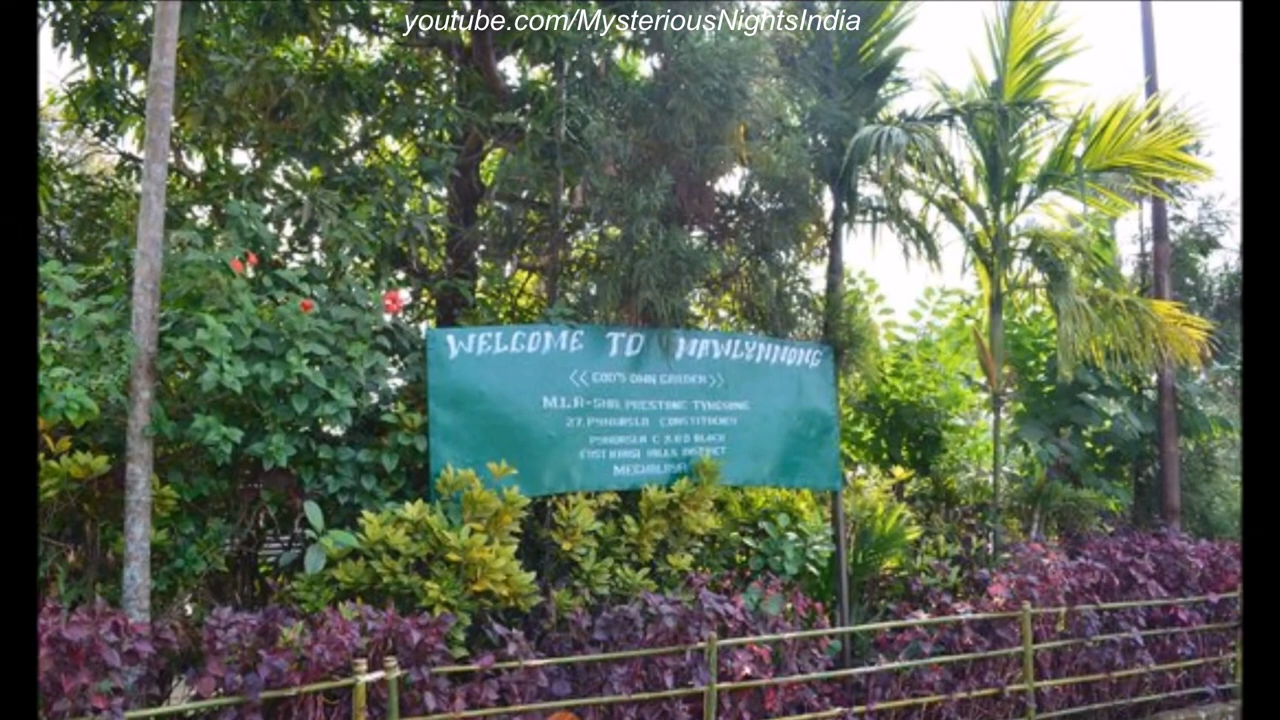 youtube.com/MysteriousNightsIndia
WELCOME TO MAWLYNNONG
<<GOD'S OWN GARDEN>>
M.L.A-SHRI PRESTONE TYNSONG
27.PYNURSLA CONSTITUENCY
PYNURSLA C & R D BLOCK
EAST KHASI HILLS DISTRICT
MEGHALAYA